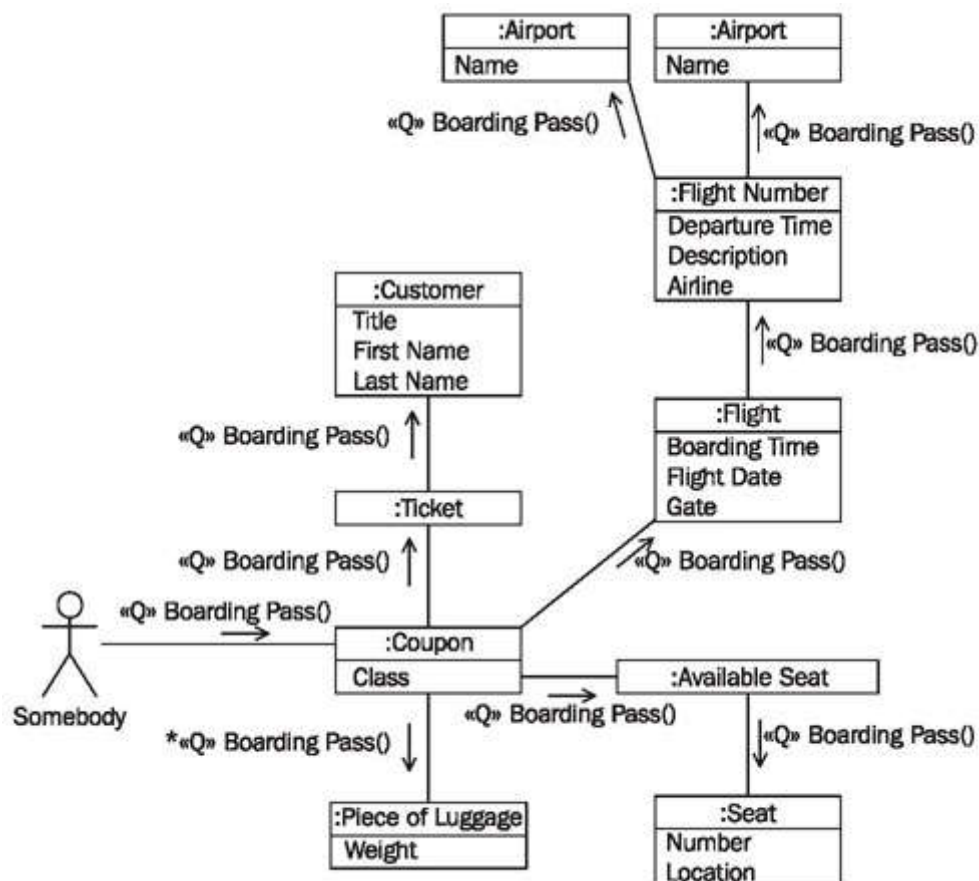 :Airport
Name
:Airport
Name
«Q» Boarding Pass()
«Q» Boarding Pass()
:Flight Number
Departure Time
Description
Airline
:Customer
Title
First Name
Last Name
«Q» Boarding Pass()
:Flight
Boarding Time
Flight Date
Gate
«Q» Boarding Pass()
:Ticket
«Q» Boarding Pass()
«Q» Boarding Pass()
«Q» Boarding Pass()
:Coupon
Class
:Available Seat
«Q» Boarding Pass()
Somebody
*«Q» Boarding Pass()
«Q» Boarding Pass()
:Piece of Luggage
Weight
:Seat
Number
Location